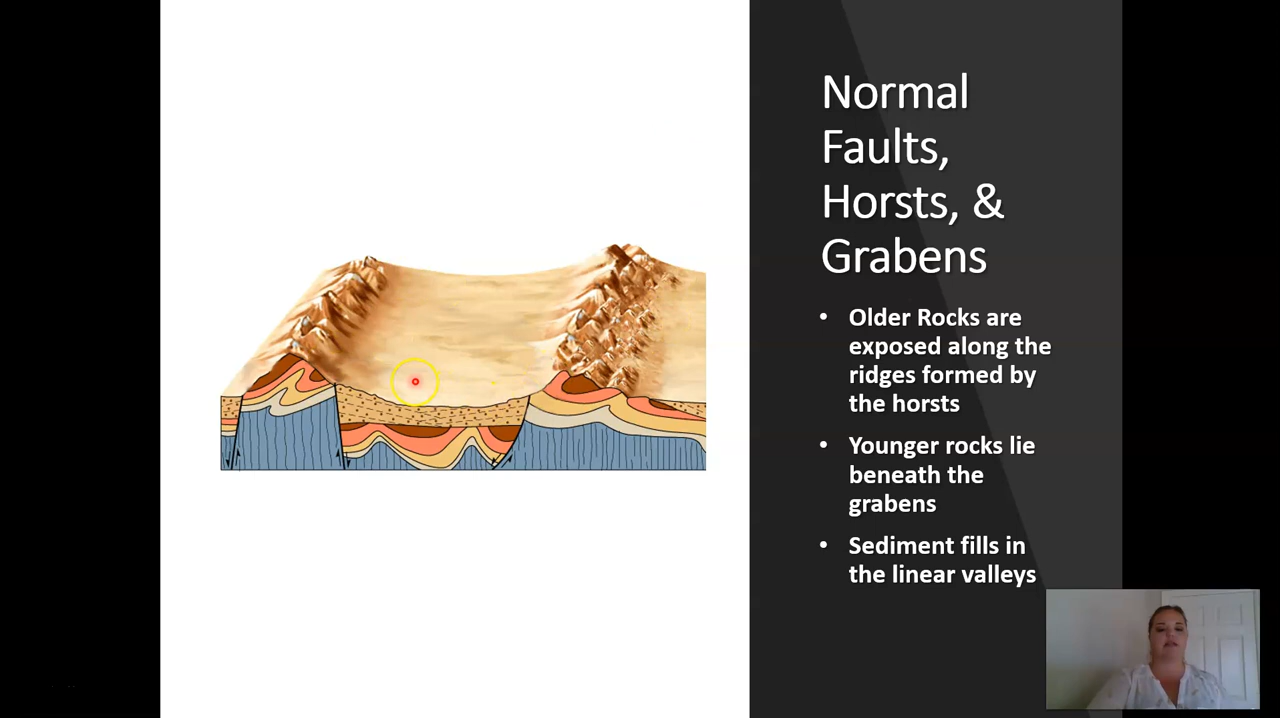 Normal
Faults,
Horsts, &
Grabens
• Older Rocks are
exposed along the
ridges formed by
the horsts
• Younger rocks lie
beneath the
grabens
• Sediment fills in
the linear valleys